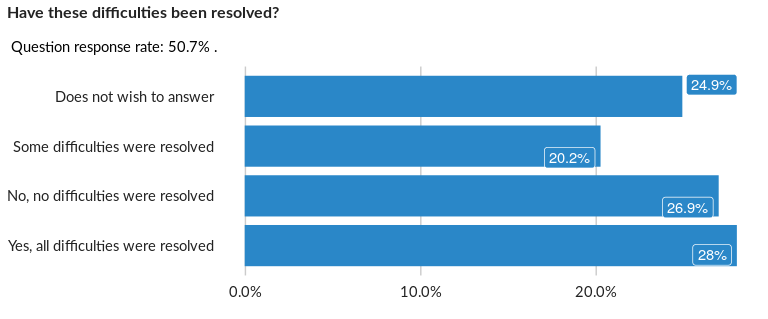 Have these difficulties been resolved?
Question response rate: 50.7% .
Does not wish to answer
24.9%
Some difficulties were resolved
20.2%
No, no difficulties were resolved
26.9%
Yes, all difficulties were resolved
28%
0.0%
10.0%
20.0%